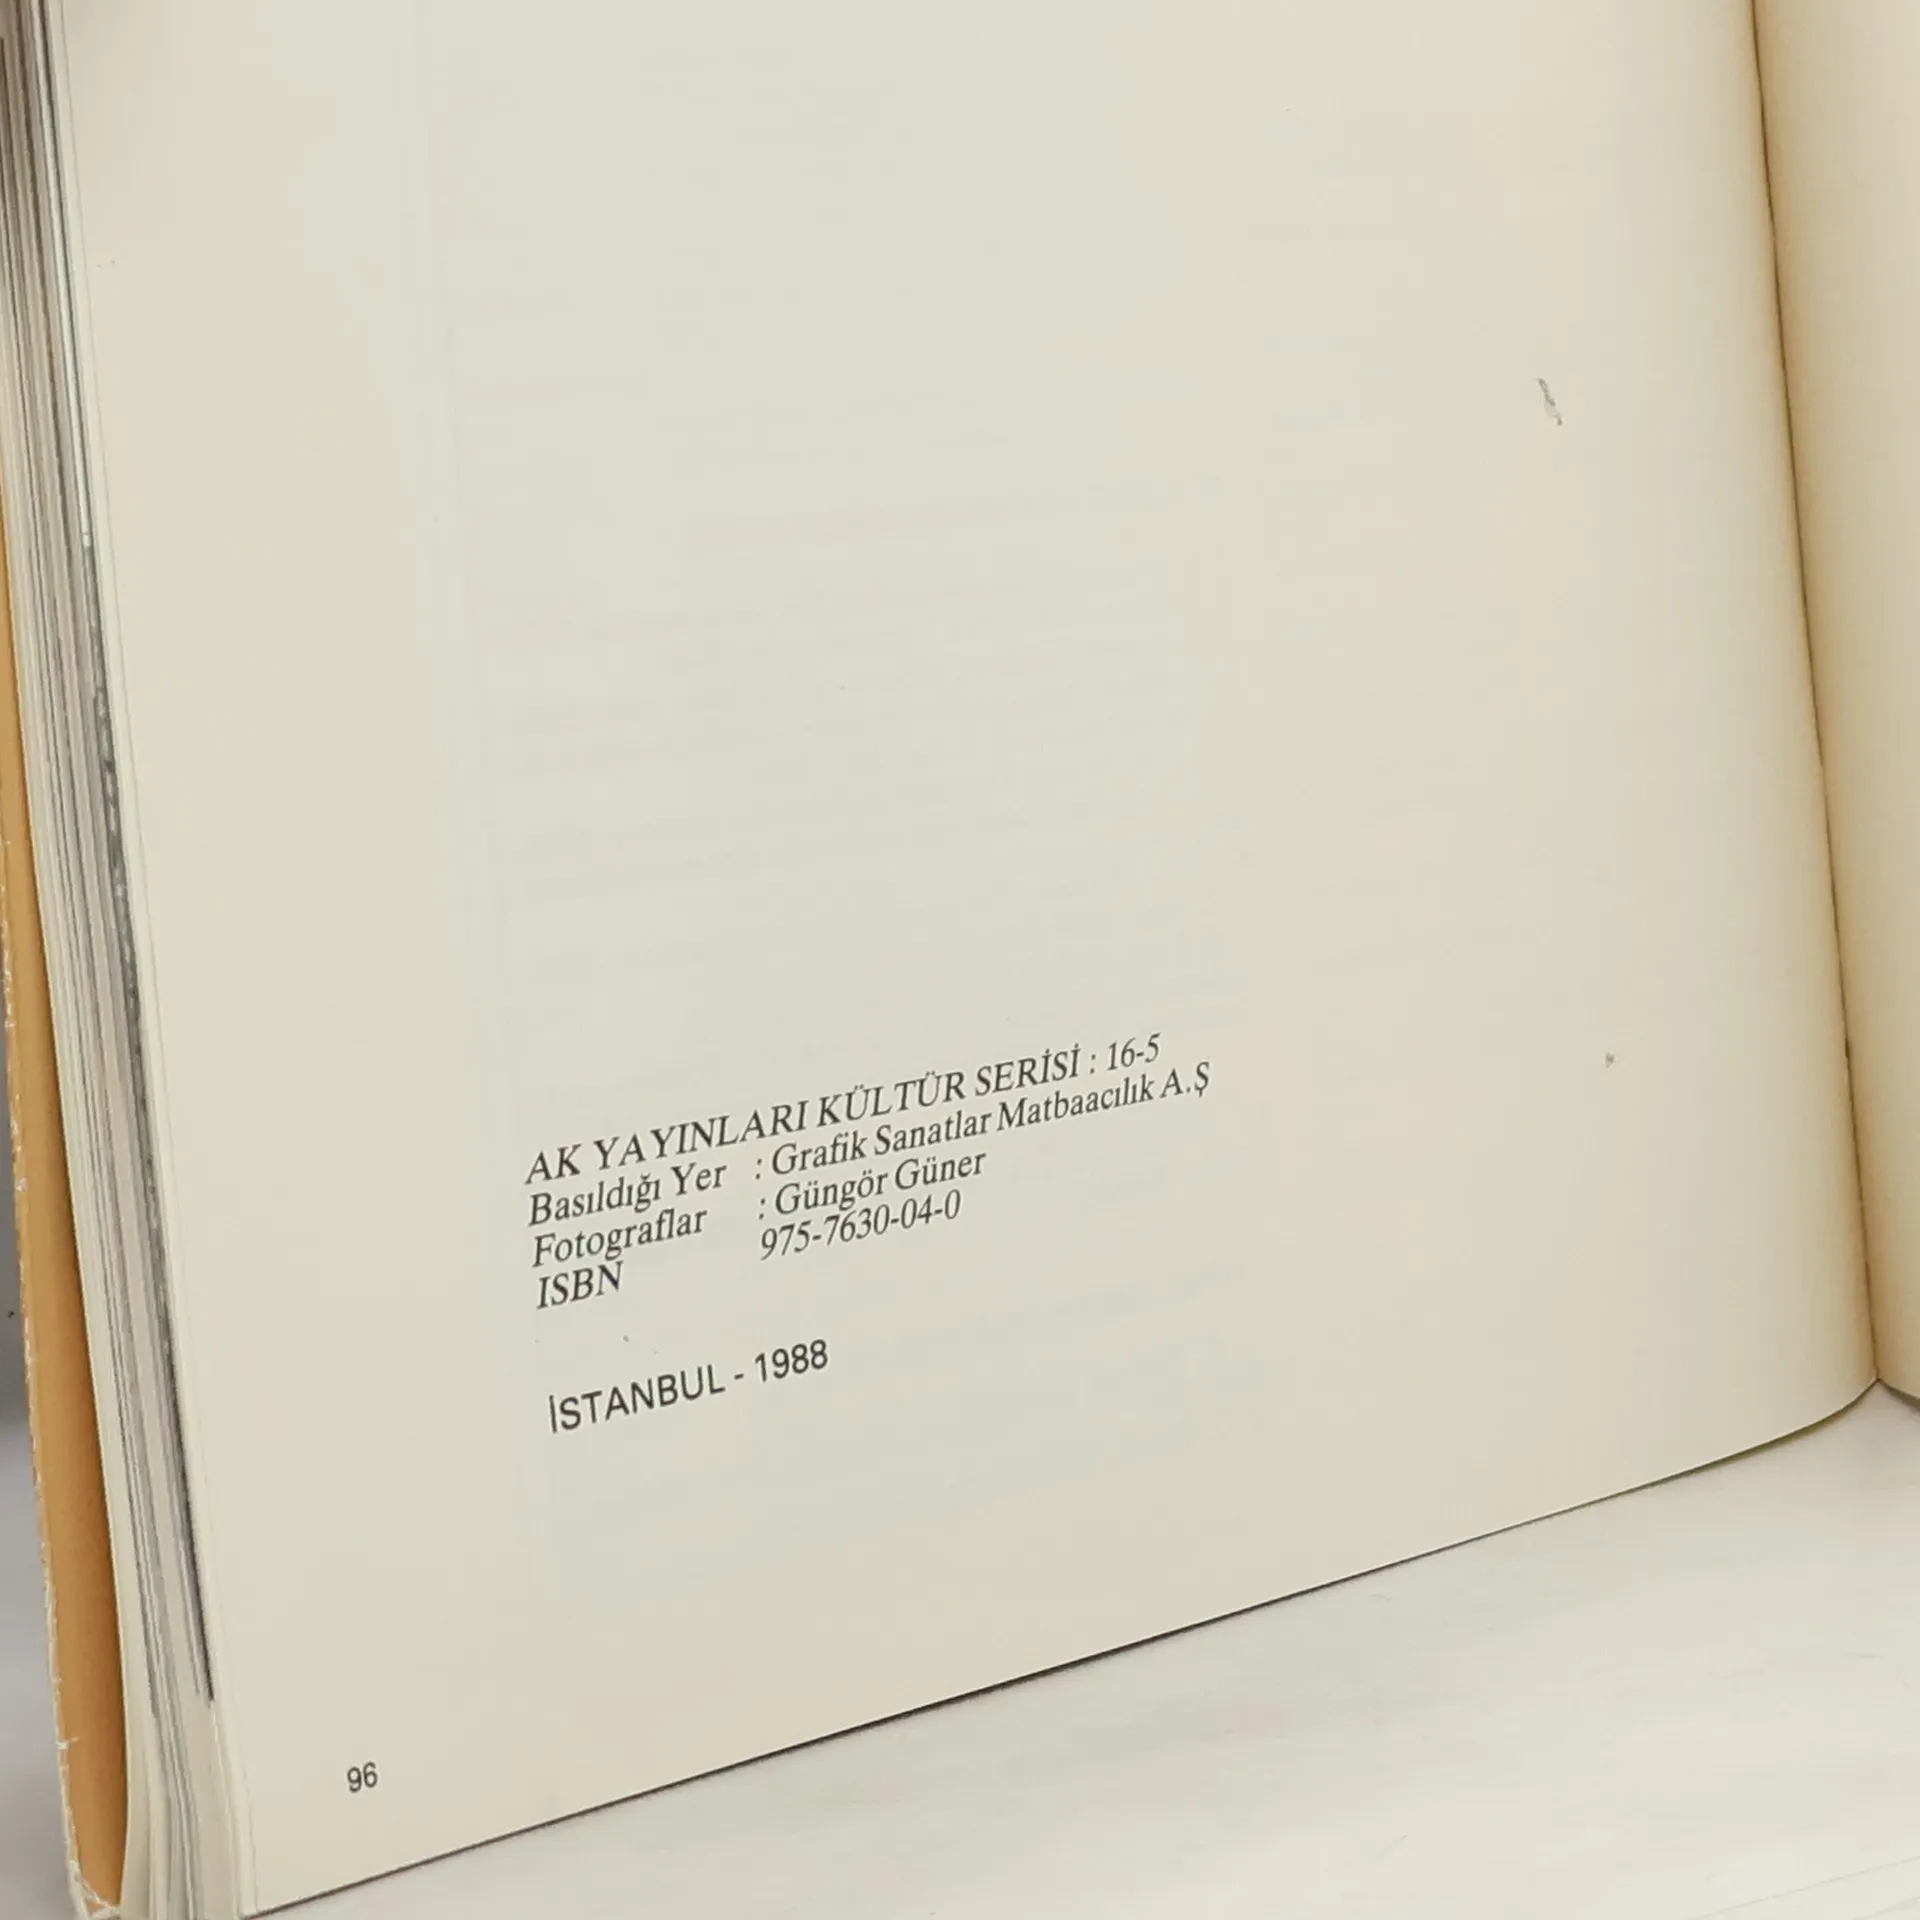 AK YAYINLARI KÜLTÜR SERİSİ : 16-5
Basıldığı Yer : Grafik Sanatlar Matbaacılık A.Ş
Fotograflar : Güngör Güner
ISBN 975-7630-04-0
İSTANBUL - 1988
96